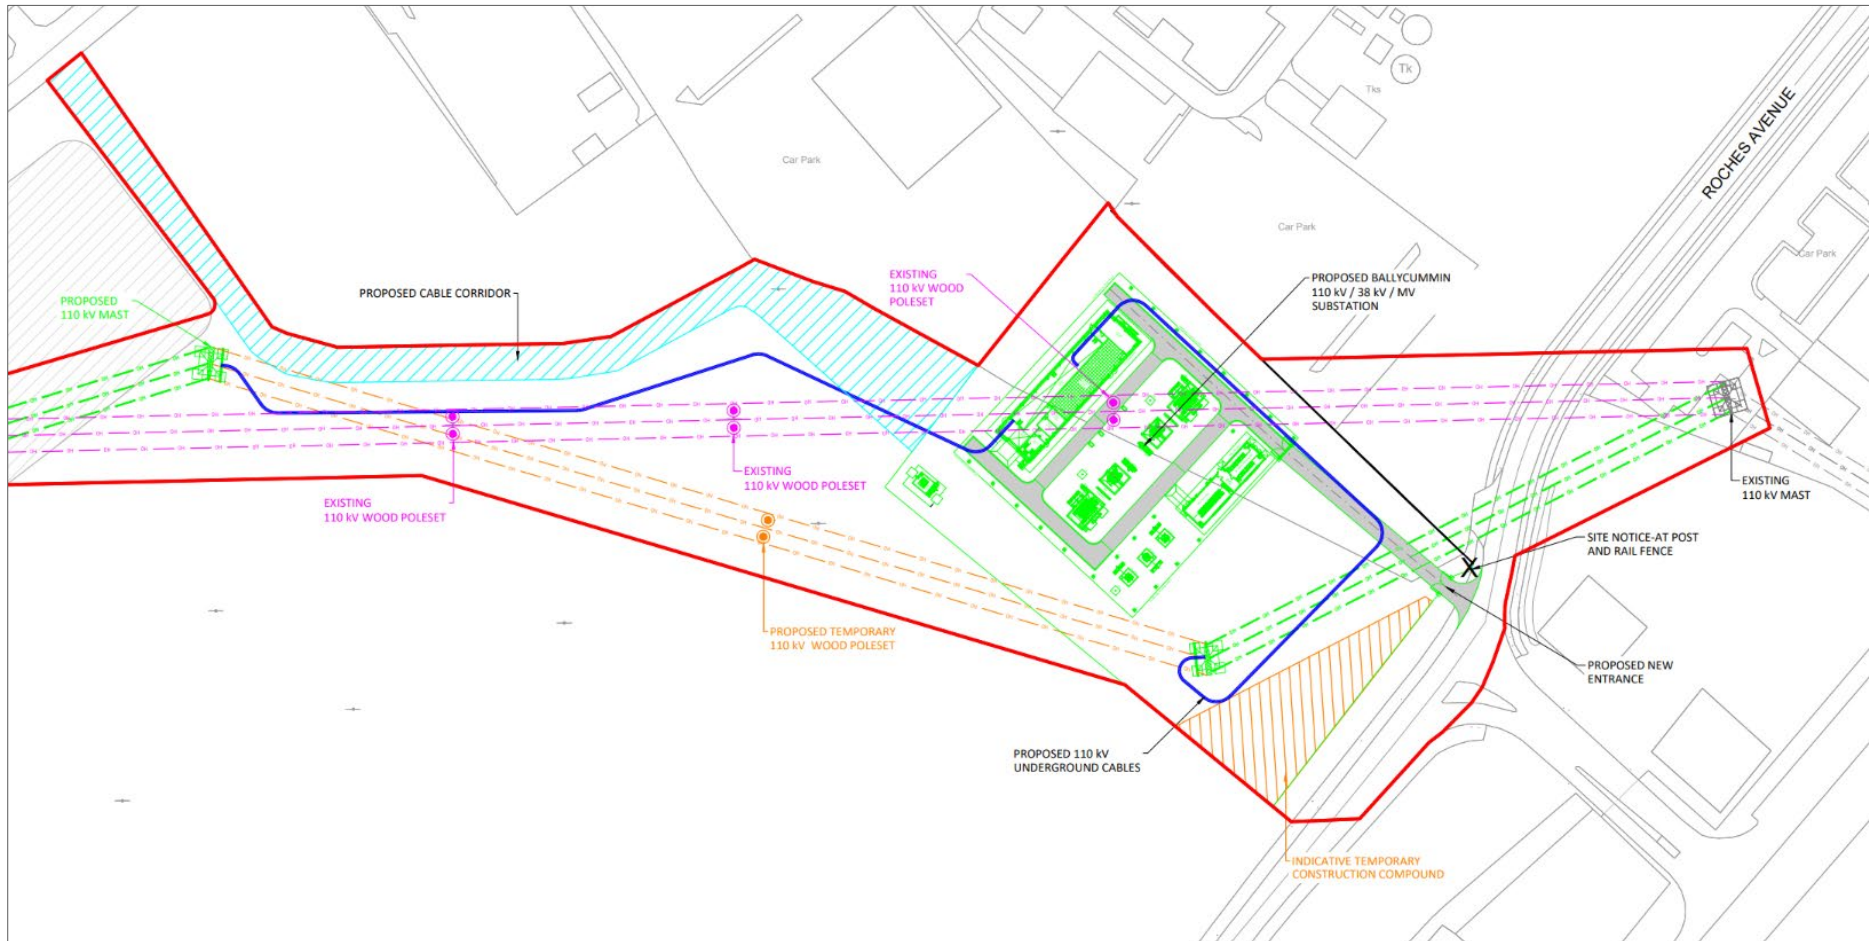 Tk
Tks
ROCHES AVENUE
Car Park
Car Park
Car Park
EXISTING
110 kV WOOD
POLESET
PROPOSED BALLYCUMMIN
110 kV / 38 kV / MV
SUBSTATION
PROPOSED
110 kV MAST
PROPOSED CABLE CORRIDOR
EXISTING
110 kV WOOD POLESET
EXISTING
110 kV WOOD POLESET
EXISTING
110 kV MAST
SITE NOTICE-AT POST
AND RAIL FENCE
PROPOSED TEMPORARY
110 kV WOOD POLESET
PROPOSED NEW
ENTRANCE
PROPOSED 110 kV
UNDERGROUND CABLES
INDICATIVE TEMPORARY
CONSTRUCTION COMPOUND